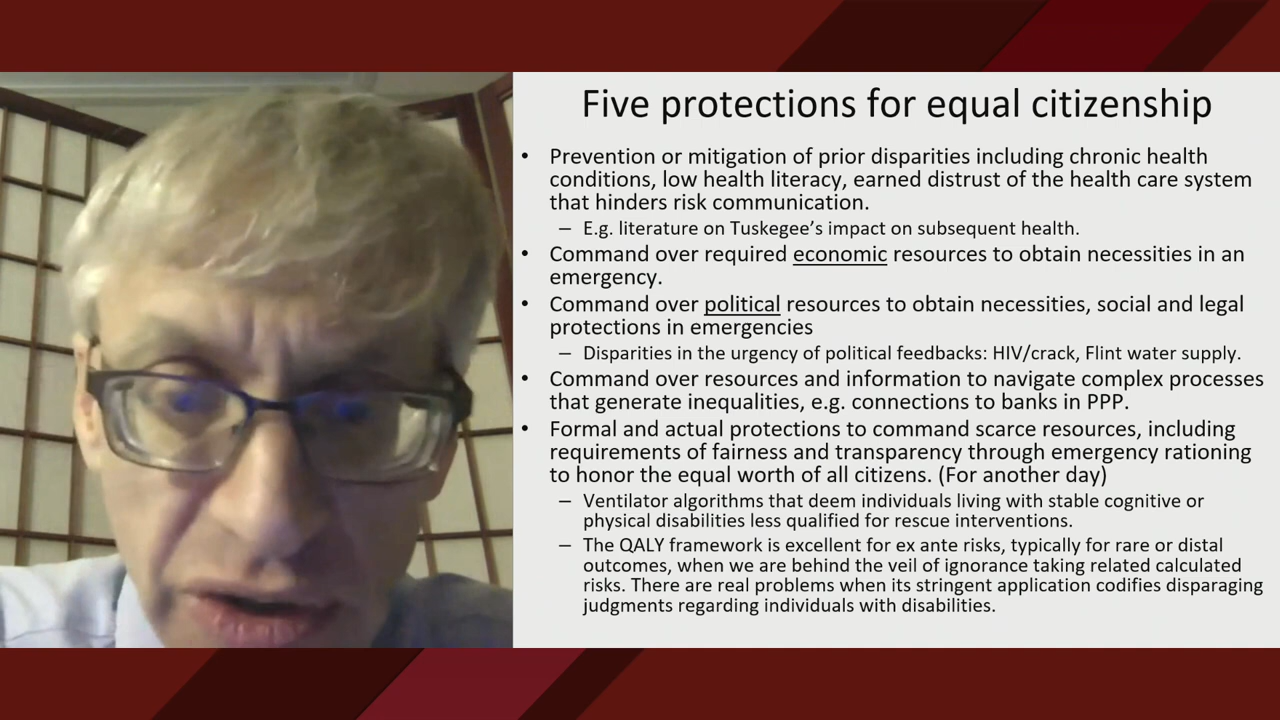 Five protections for equal citizenship
• Prevention or mitigation of prior disparities including chronic health
conditions, low health literacy, earned distrust of the health care system
that hinders risk communication.
– E.g. literature on Tuskegee’s impact on subsequent health.
• Command over required economic resources to obtain necessities in an
emergency.
• Command over political resources to obtain necessities, social and legal
protections in emergencies
– Disparities in the urgency of political feedbacks: HIV/crack, Flint water supply.
• Command over resources and information to navigate complex processes
that generate inequalities, e.g. connections to banks in PPP.
• Formal and actual protections to command scarce resources, including
requirements of fairness and transparency through emergency rationing
to honor the equal worth of all citizens. (For another day)
– Ventilator algorithms that deem individuals living with stable cognitive or
physical disabilities less qualified for rescue interventions.
– The QALY framework is excellent for ex ante risks, typically for rare or distal
outcomes, when we are behind the veil of ignorance taking related calculated
risks. There are real problems when its stringent application codifies disparaging
judgments regarding individuals with disabilities.